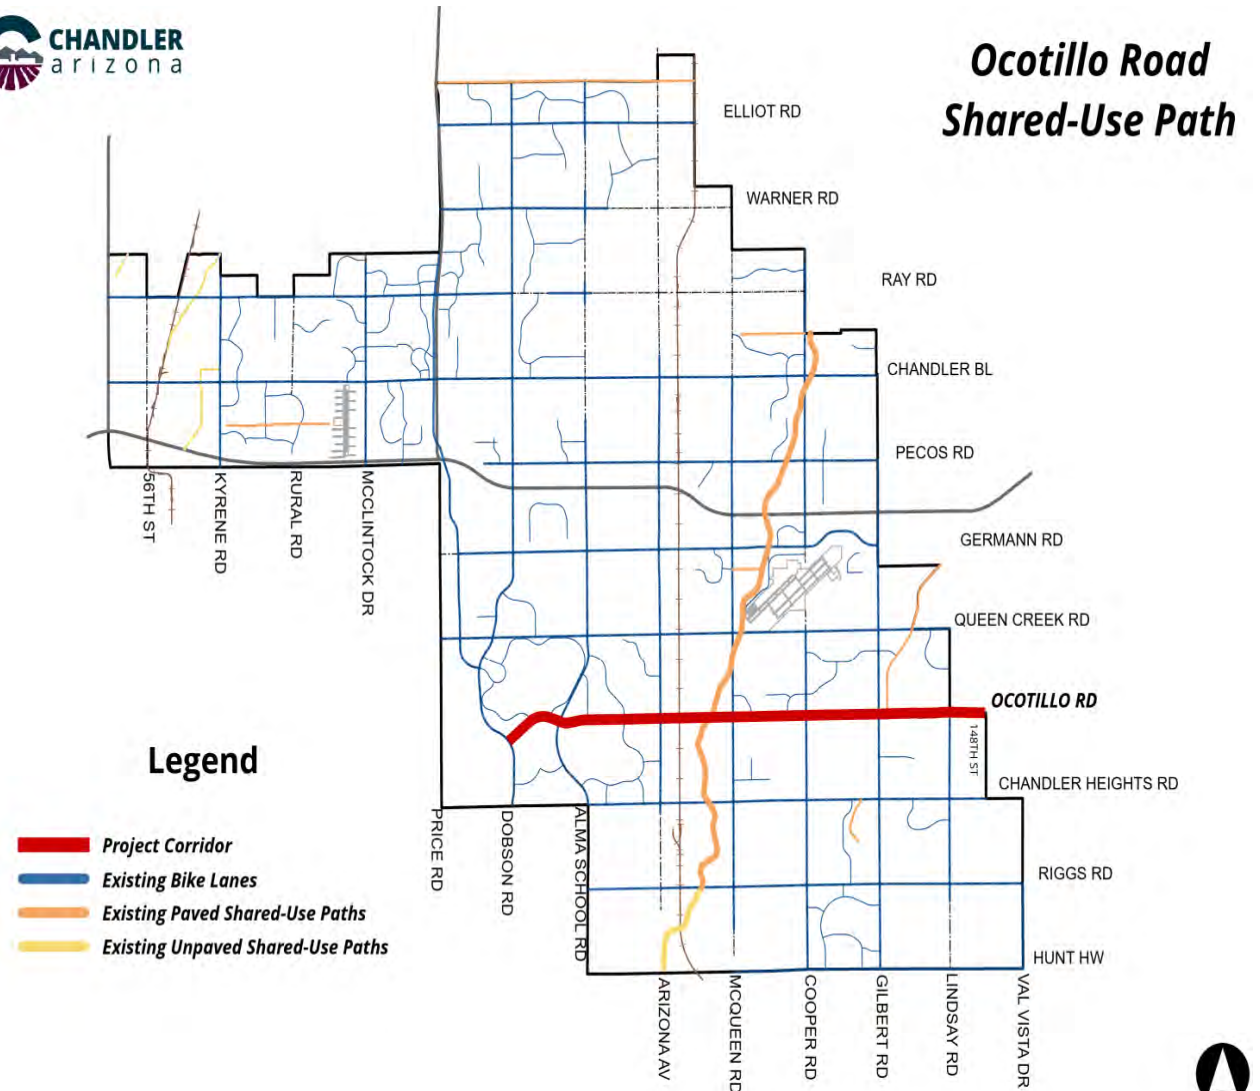 CHANDLER
arizona
Ocotillo Road
Shared-Use Path
ELLIOT RD
WARNER RD
RAY RD
CHANDLER BL
PECOS RD
56TH ST
KYRENE RD
RURAL RD
MCCLINTOCK DR
GERMANN RD
QUEEN CREEK RD
OCOTILLO RD
148TH ST
CHANDLER HEIGHTS RD
PRICE RD
DOBSON RD
ALMA SCHOOL RD
RIGGS RD
HUNT HW
ARIZONA AV
MCQUEEN RD
COOPER RD
GILBERT RD
LINDSAY RD
VAL VISTA DR
Legend
Project Corridor
Existing Bike Lanes
Existing Paved Shared-Use Paths
Existing Unpaved Shared-Use Paths